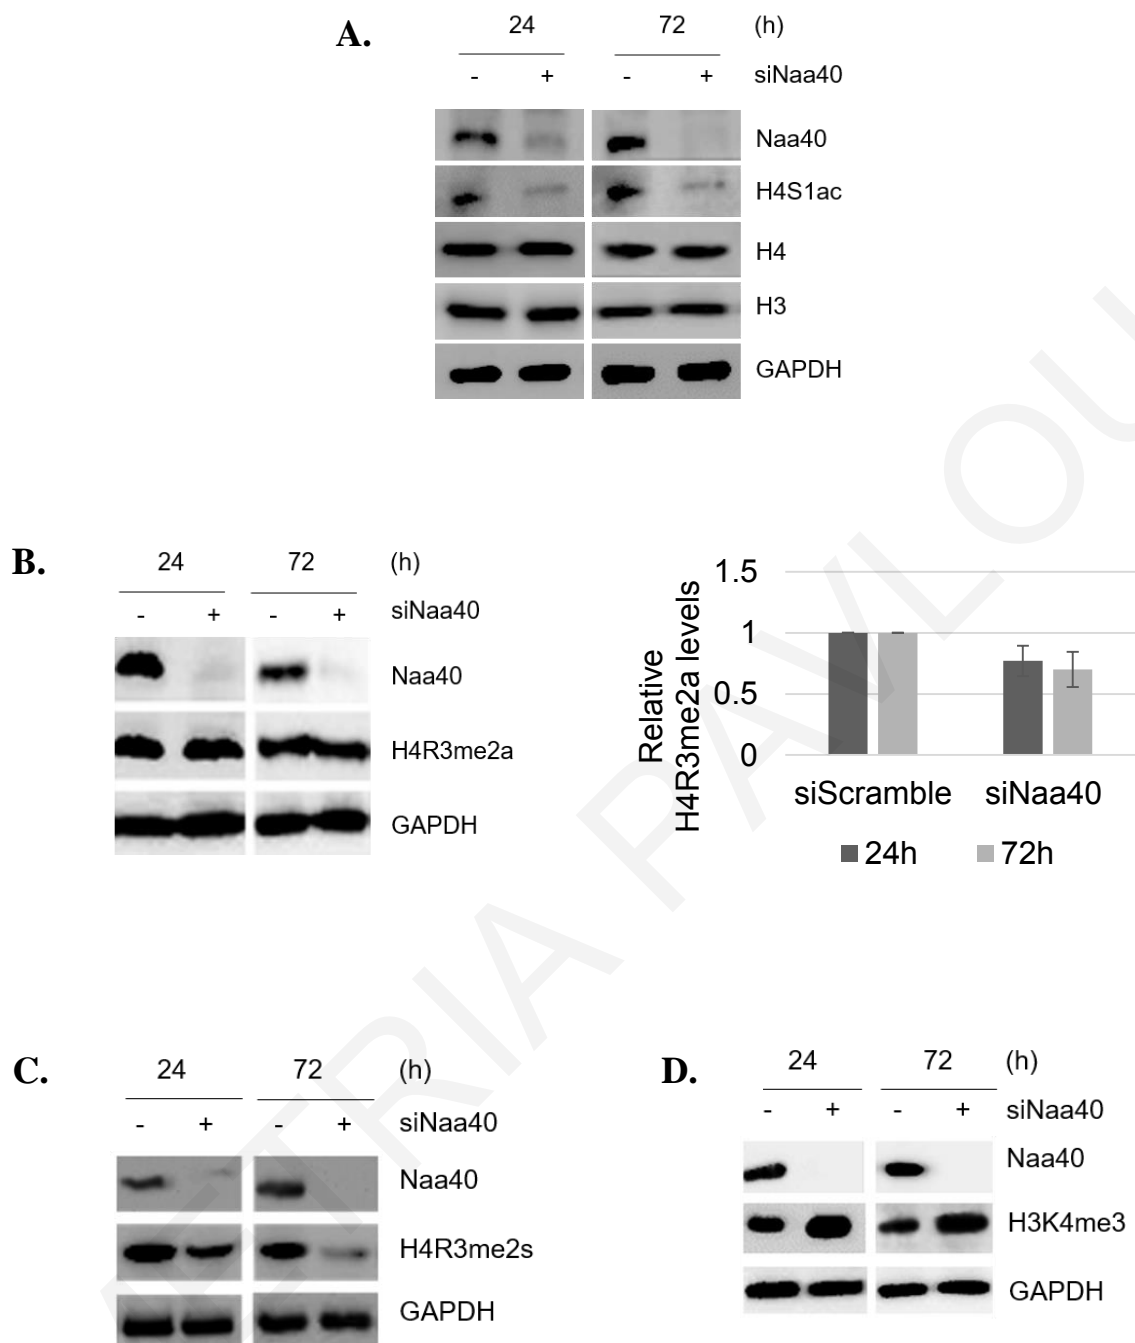 A.
24 72 (h)
- + - + siNaa40
Naa40
H4S1ac
H4
H3
GAPDH
B.
24 72 (h)
- + - + siNaa40
Naa40
H4R3me2a
GAPDH
Relative
H4R3me2a levels
1.5
1
0.5
0
siScramble siNaa40
24h 72h
C.
24 72 (h)
- + - + siNaa40
Naa40
H4R3me2s
GAPDH
D.
24 72 (h)
- + - + siNaa40
Naa40
H3K4me3
GAPDH
ETRIA PAVLOU